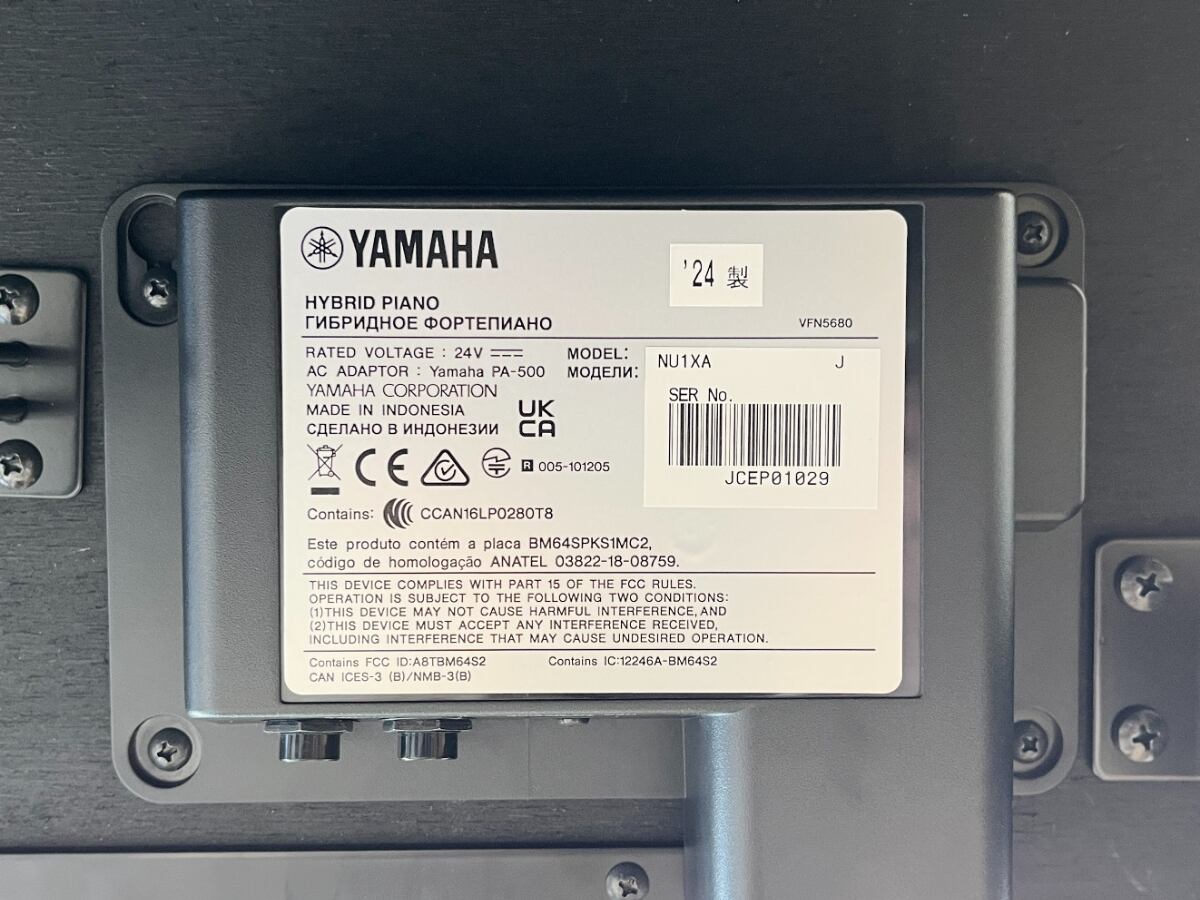 YAMAHA
'24 製
HYBRID PIANO
ГИБРИДНОЕ ФОРТЕПИАНО
VFN5680
RATED VOLTAGE : 24V
AC ADAPTOR : Yamaha PA-500
YAMAHA CORPORATION
MADE IN INDONESIA
СДЕЛАНО В ИНДОНЕЗИИ
UK
CA
MODEL:
МОДЕЛИ:
NU1XA J
SER No.
JCEP01029
CE
R 005-101205
Contains: CCAN16LP0280T8
Este produto contém a placa BM64SPKS1MC2,
código de homologação ANATEL 03822-18-08759.
THIS DEVICE COMPLIES WITH PART 15 OF THE FCC RULES.
OPERATION IS SUBJECT TO THE FOLLOWING TWO CONDITIONS:
(1)THIS DEVICE MAY NOT CAUSE HARMFUL INTERFERENCE,AND
(2)THIS DEVICE MUST ACCEPT ANY INTERFERENCE RECEIVED,
INCLUDING INTERFERENCE THAT MAY CAUSE UNDESIRED OPERATION.
Contains FCC ID:A8TBM64S2 Contains IC:12246A-BM64S2
CAN ICES-3 (B)/NMB-3(B)